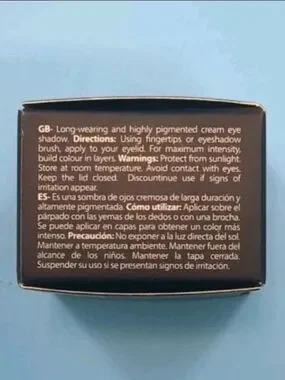 GB- Long-wearing and highly pigmented cream eye
shadow. Directions: Using fingertips or eyeshadow
brush, apply to your eyelid. For maximum intensity,
build colour in layers. Warnings: Protect from sunlight.
Store at room temperature. Avoid contact with eyes.
Keep the lid closed. Discountinue use if signs of
irritation appear.
ES- Es una sombra de ojos cremosa de larga duración y
altamente pigmentada. Cómo utilizar: Aplicar sobre el
párpado con las yemas de los dedos o con una brocha.
Se puede aplicar en capas para obtener un color más
intenso. Precaución: No exponer a la luz directa del sol.
Mantener a temperatura ambiente. Mantener fuera del
alcance de los niños. Mantener la tapa cerrada.
Suspender su uso si se presentan signos de irritación.